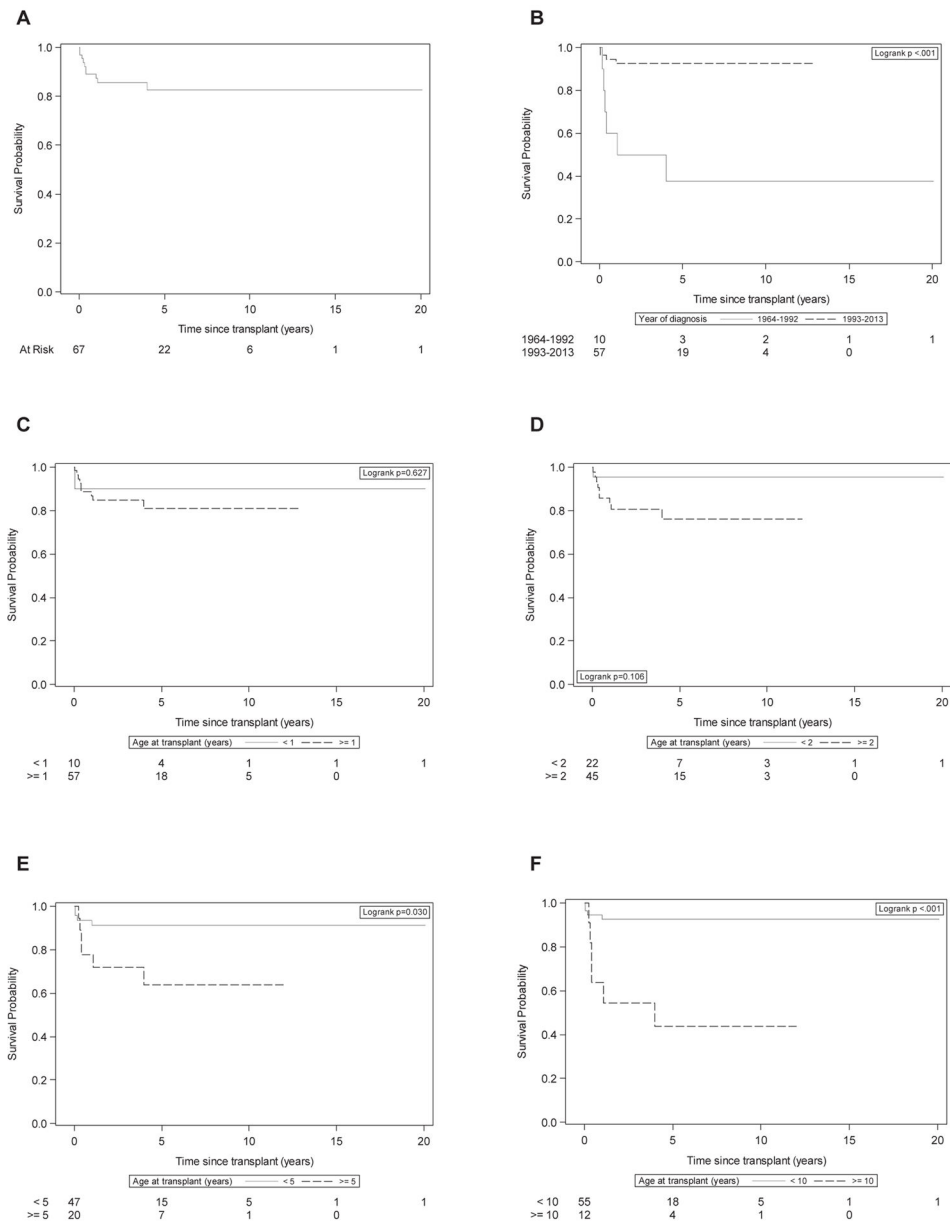 A
Survival Probability
1.0
0.8
0.6
0.4
0.2
0.0
0 5 10 15 20
Time since transplant (years)
At Risk 67 22 6 1 1
B
Logrank p <.001
Survival Probability
1.0
0.8
0.6
0.4
0.2
0.0
0 5 10 15 20
Time since transplant (years)
Year of diagnosis 1964-1992 1993-2013
1964-1992 10 3 2 1 1
1993-2013 57 19 4 0
C
Logrank p=0.627
Survival Probability
1.0
0.8
0.6
0.4
0.2
0.0
0 5 10 15 20
Time since transplant (years)
Age at transplant (years) < 1 >= 1
< 1 10 4 1 1 1
>= 1 57 18 5 0
D
Survival Probability
1.0
0.8
0.6
0.4
0.2
0.0
Logrank p=0.106
0 5 10 15 20
Time since transplant (years)
Age at transplant (years) < 2 >= 2
< 2 22 7 3 1 1
>= 2 45 15 3 0
E
Logrank p=0.030
Survival Probability
1.0
0.8
0.6
0.4
0.2
0.0
0 5 10 15 20
Time since transplant (years)
Age at transplant (years) < 5 >= 5
< 5 47 15 5 1 1
>= 5 20 7 1 0
F
Logrank p <.001
Survival Probability
1.0
0.8
0.6
0.4
0.2
0.0
0 5 10 15 20
Time since transplant (years)
Age at transplant (years) < 10 >= 10
< 10 55 18 5 1 1
>= 10 12 4 1 0